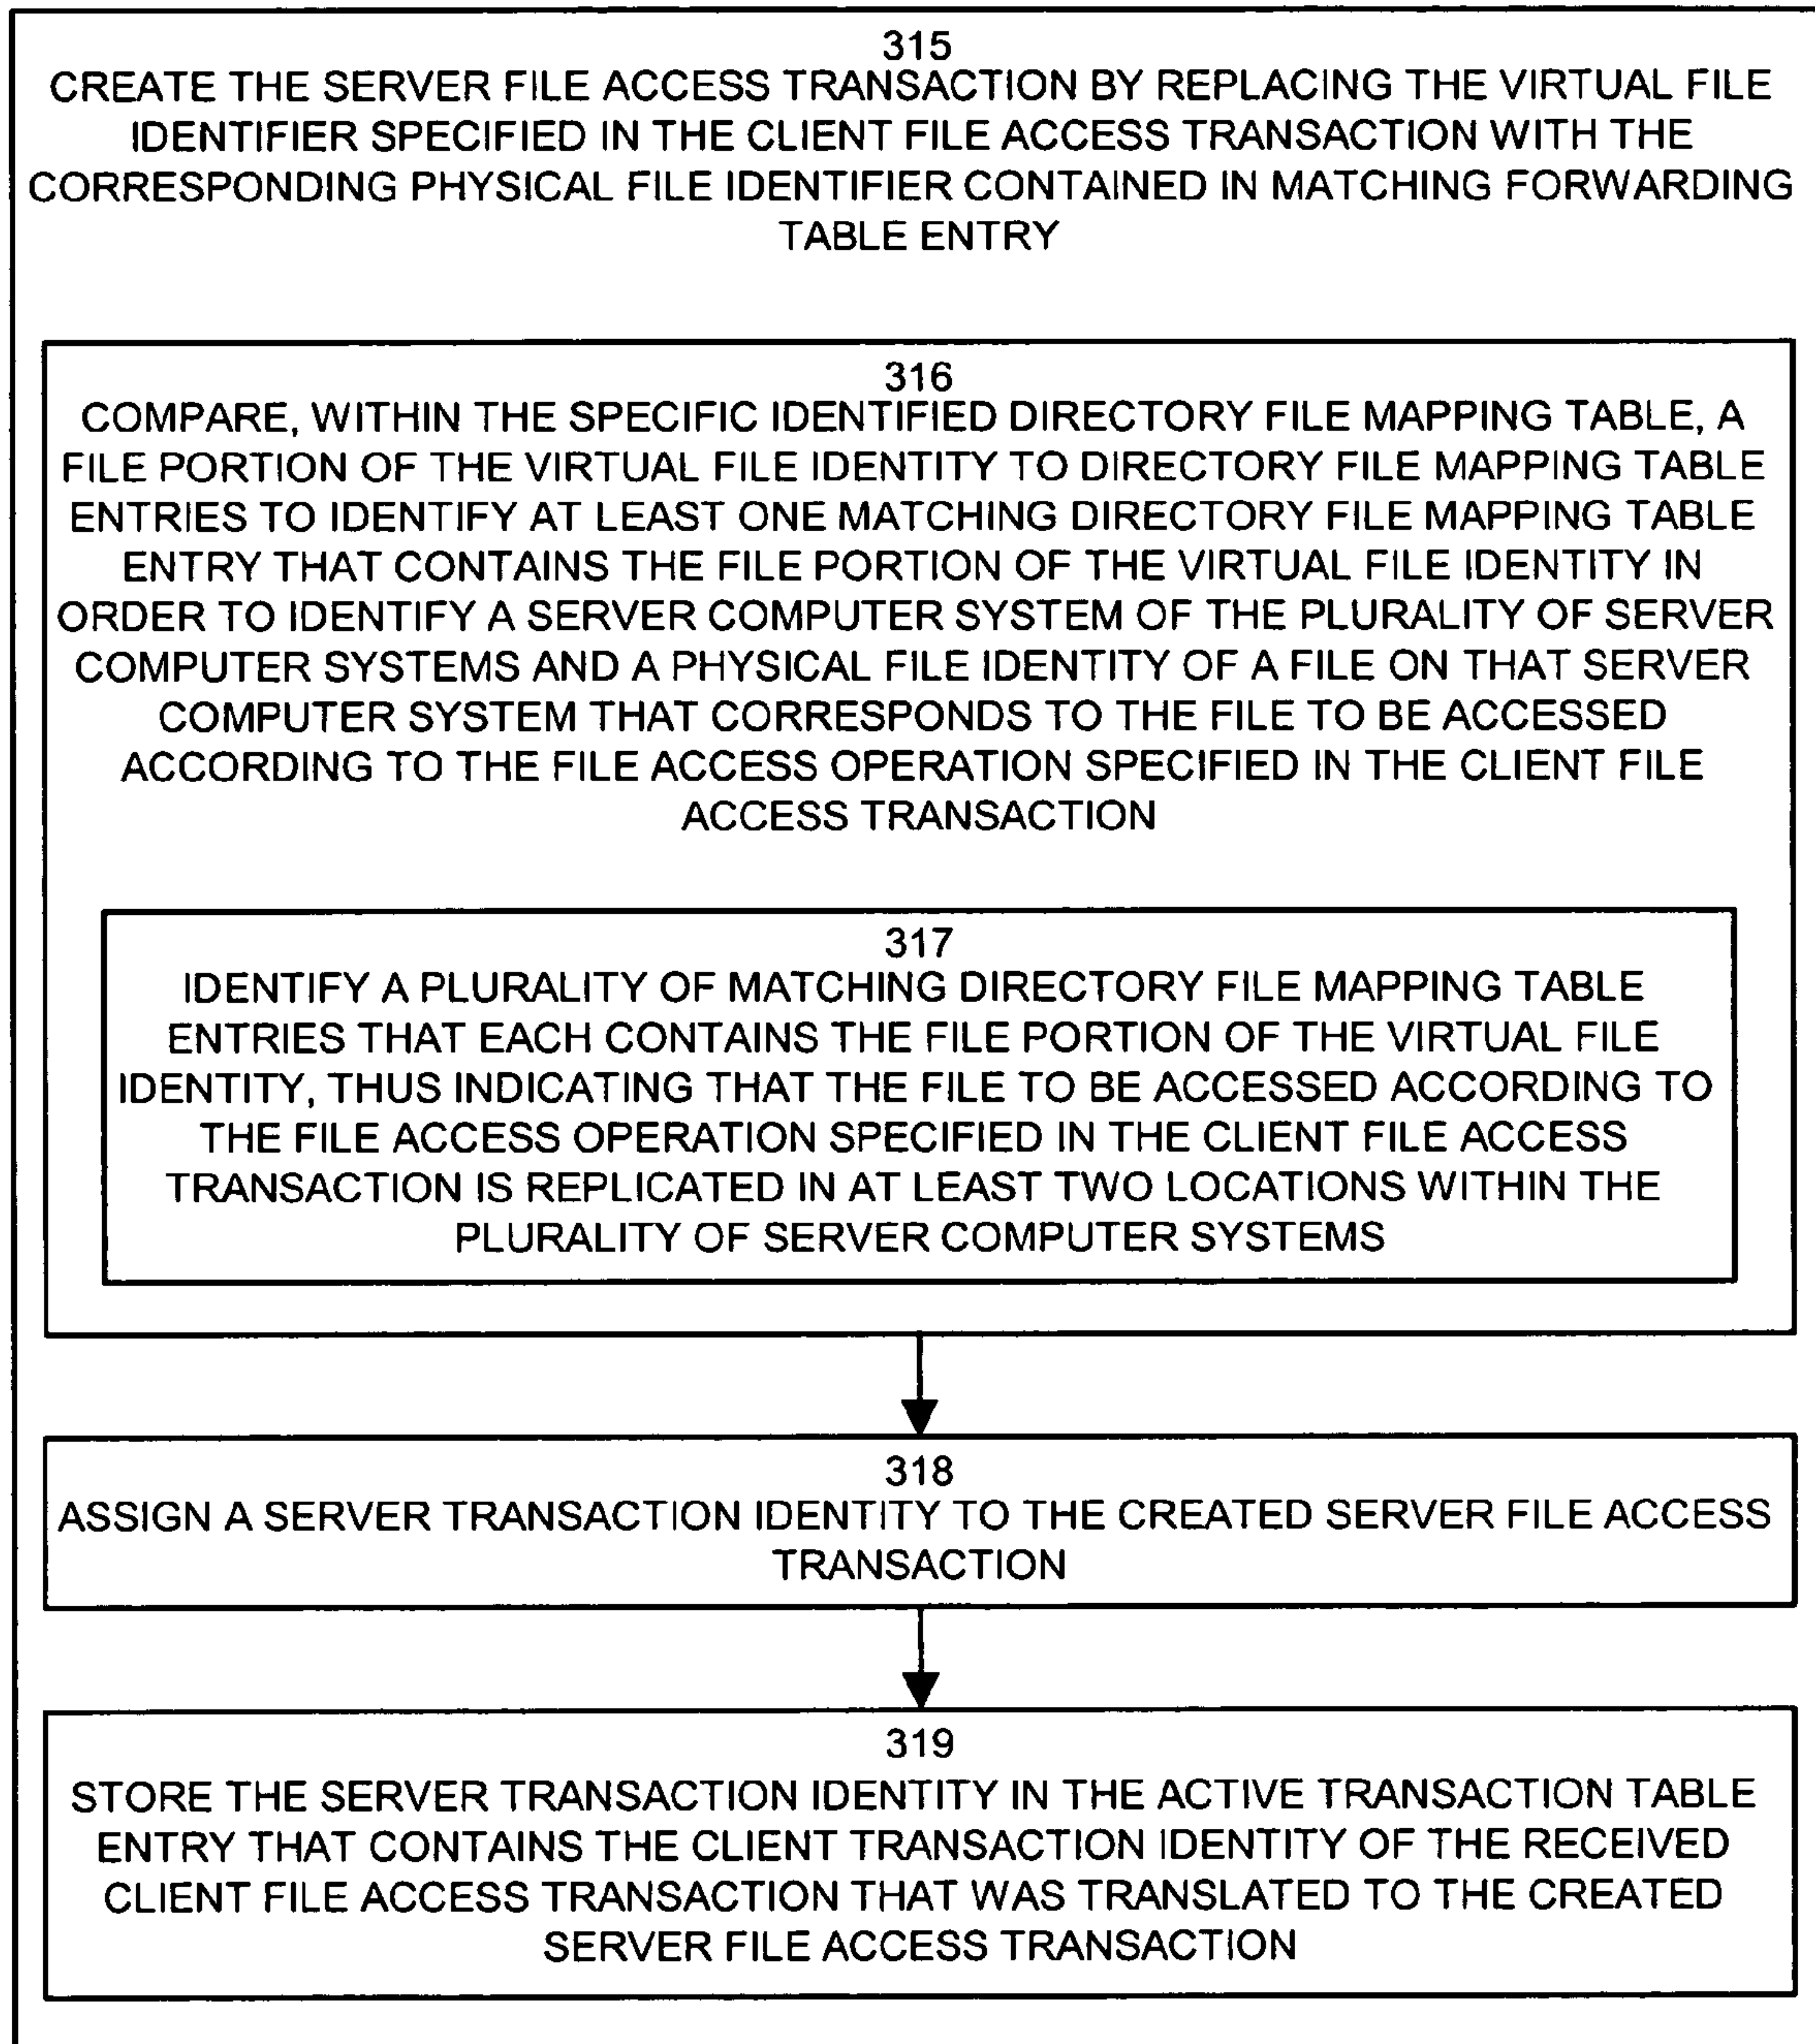 315
CREATE THE SERVER FILE ACCESS TRANSACTION BY REPLACING THE VIRTUAL FILE
IDENTIFIER SPECIFIED IN THE CLIENT FILE ACCESS TRANSACTION WITH THE
CORRESPONDING PHYSICAL FILE IDENTIFIER CONTAINED IN MATCHING FORWARDING
TABLE ENTRY
316
COMPARE, WITHIN THE SPECIFIC IDENTIFIED DIRECTORY FILE MAPPING TABLE, A
FILE PORTION OF THE VIRTUAL FILE IDENTITY TO DIRECTORY FILE MAPPING TABLE
ENTRIES TO IDENTIFY AT LEAST ONE MATCHING DIRECTORY FILE MAPPING TABLE
ENTRY THAT CONTAINS THE FILE PORTION OF THE VIRTUAL FILE IDENTITY IN
ORDER TO IDENTIFY A SERVER COMPUTER SYSTEM OF THE PLURALITY OF SERVER
COMPUTER SYSTEMS AND A PHYSICAL FILE IDENTITY OF A FILE ON THAT SERVER
COMPUTER SYSTEM THAT CORRESPONDS TO THE FILE TO BE ACCESSED
ACCORDING TO THE FILE ACCESS OPERATION SPECIFIED IN THE CLIENT FILE
ACCESS TRANSACTION
317
IDENTIFY A PLURALITY OF MATCHING DIRECTORY FILE MAPPING TABLE
ENTRIES THAT EACH CONTAINS THE FILE PORTION OF THE VIRTUAL FILE
IDENTITY, THUS INDICATING THAT THE FILE TO BE ACCESSED ACCORDING TO
THE FILE ACCESS OPERATION SPECIFIED IN THE CLIENT FILE ACCESS
TRANSACTION IS REPLICATED IN AT LEAST TWO LOCATIONS WITHIN THE
PLURALITY OF SERVER COMPUTER SYSTEMS
318
ASSIGN A SERVER TRANSACTION IDENTITY TO THE CREATED SERVER FILE ACCESS
TRANSACTION
319
STORE THE SERVER TRANSACTION IDENTITY IN THE ACTIVE TRANSACTION TABLE
ENTRY THAT CONTAINS THE CLIENT TRANSACTION IDENTITY OF THE RECEIVED
CLIENT FILE ACCESS TRANSACTION THAT WAS TRANSLATED TO THE CREATED
SERVER FILE ACCESS TRANSACTION